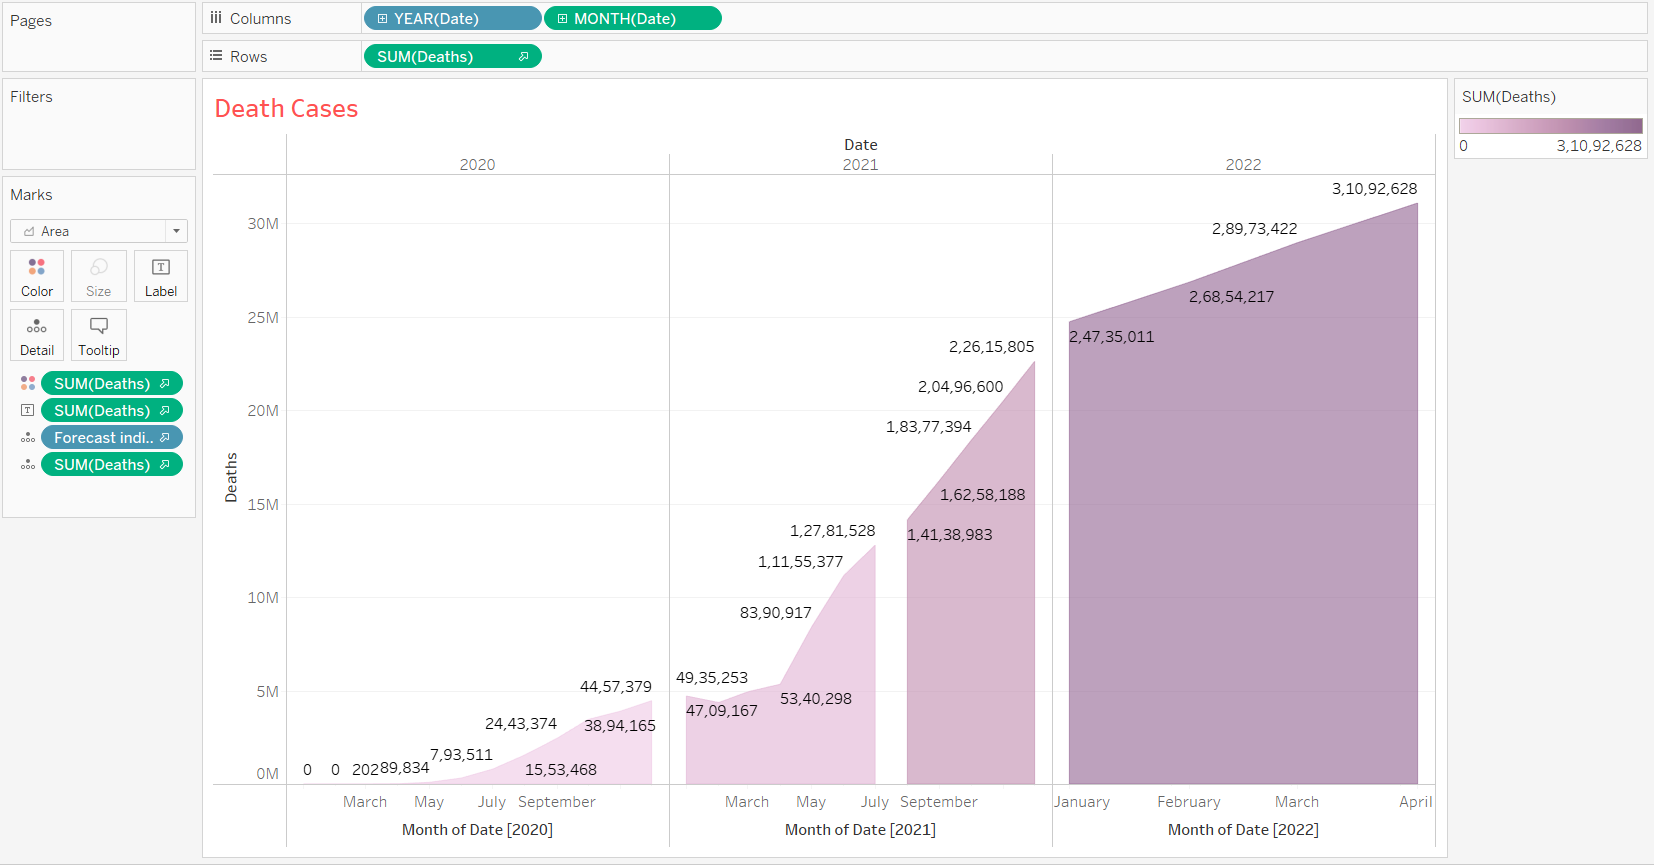 Pages
Columns
YEAR(Date)
MONTH(Date)
Rows
SUM(Deaths)
Filters
Marks
Area
Color
Size
Label
Detail
Tooltip
SUM(Deaths)
SUM(Deaths)
Forecast indi..
SUM(Deaths)
Death Cases
Date
2020
2021
2022
Deaths
30M
25M
20M
15M
10M
5M
0M
0
0
202
89,834
7,93,511
15,53,468
24,43,374
38,94,165
44,57,379
47,09,167
49,35,253
53,40,298
83,90,917
1,11,55,377
1,27,81,528
1,41,38,983
1,62,58,188
1,83,77,394
2,04,96,600
2,26,15,805
2,47,35,011
2,68,54,217
2,89,73,422
3,10,92,628
March May July September
March May July September
January February March April
Month of Date [2020]
Month of Date [2021]
Month of Date [2022]
SUM(Deaths)
0 3,10,92,628